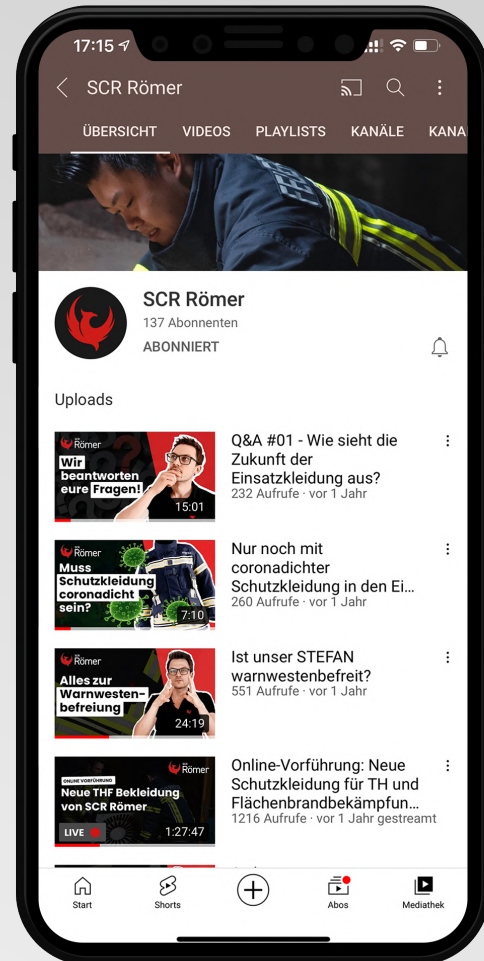 17:15
SCR Römer
ÜBERSICHT VIDEOS PLAYLISTS KANÄLE KANA
SCR Römer
137 Abonnenten
ABONNIERT
Uploads
Römer
Wir
beantworten
eure Fragen!
15:01
Q&A #01 - Wie sieht die
Zukunft der
Einsatzkleidung aus?
232 Aufrufe · vor 1 Jahr
Römer
Muss
Schutzkleidung
coronadicht
sein?
7:10
Nur noch mit
coronadichter
Schutzkleidung in den Ei...
260 Aufrufe · vor 1 Jahr
Römer
Alles zur
Warnwesten-
befreiung
24:19
Ist unser STEFAN
warnwestenbefreit?
551 Aufrufe · vor 1 Jahr
Römer
ONLINE VORFÜHRUNG
Neue THF Bekleidung
von SCR Römer
LIVE
1:27:47
Online-Vorführung: Neue
Schutzkleidung für TH und
Flächenbrandbekämpfun...
1216 Aufrufe · vor 1 Jahr gestreamt
Start
Shorts
Abos
Mediathek